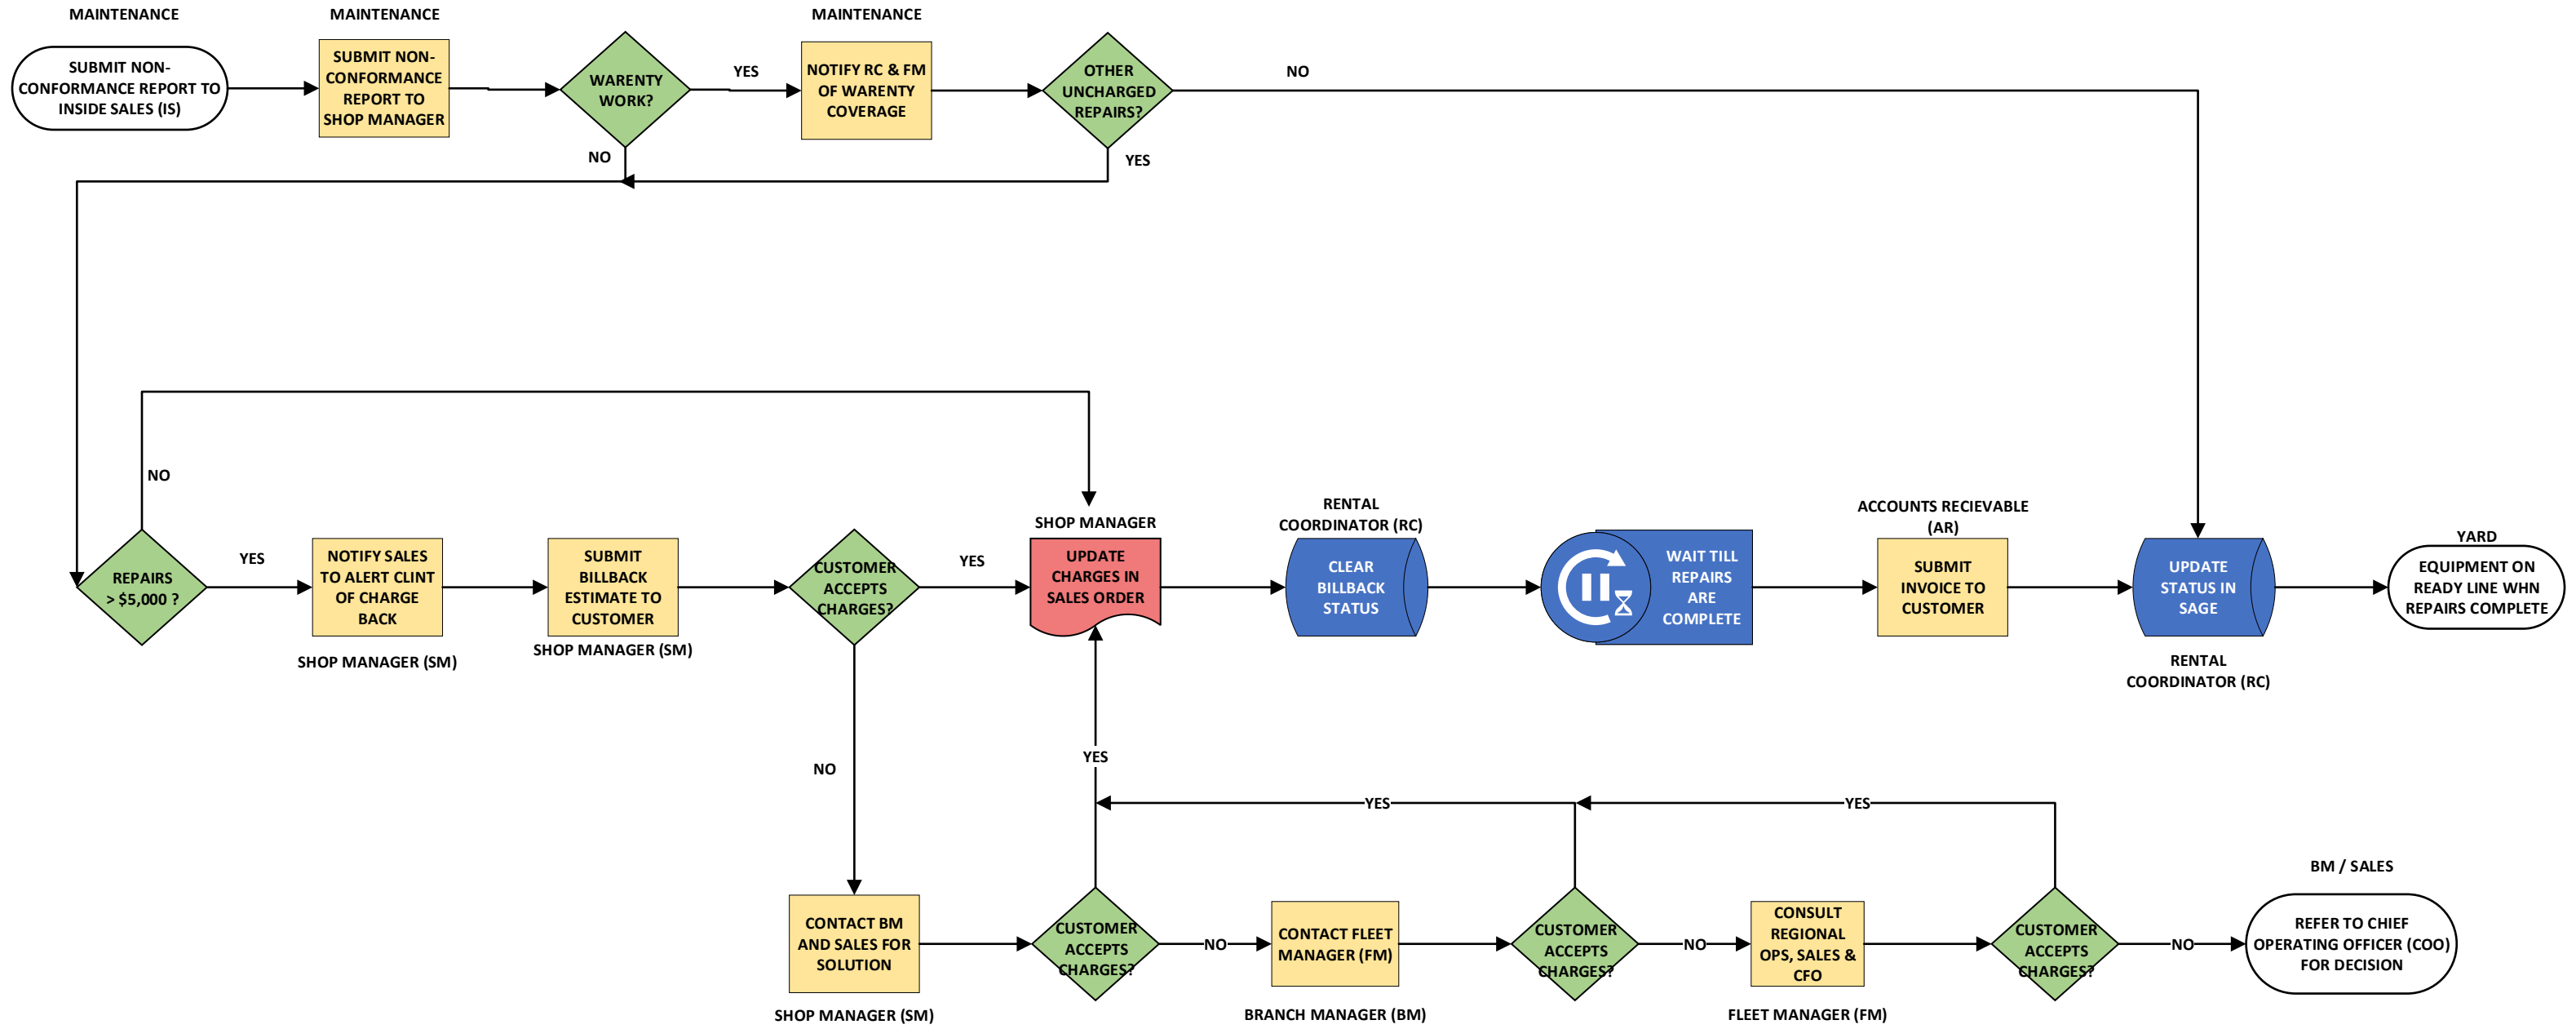 MAINTENANCE
SUBMIT NON-
CONFORMANCE REPORT TO
INSIDE SALES (IS)
MAINTENANCE
SUBMIT NON-
CONFORMANCE
REPORT TO
SHOP MANAGER
WARENTY
WORK?
YES
NO
MAINTENANCE
NOTIFY RC & FM
OF WARENTY
COVERAGE
OTHER
UNCHARGED
REPAIRS?
NO
YES
REPAIRS
> $5,000 ?
NO
YES
NOTIFY SALES
TO ALERT CLINT
OF CHARGE
BACK
SHOP MANAGER (SM)
SUBMIT
BILLBACK
ESTIMATE TO
CUSTOMER
SHOP MANAGER (SM)
CUSTOMER
ACCEPTS
CHARGES?
YES
NO
SHOP MANAGER
UPDATE
CHARGES IN
SALES ORDER
RENTAL
COORDINATOR (RC)
CLEAR
BILLBACK
STATUS
WAIT TILL
REPAIRS
ARE
COMPLETE
ACCOUNTS RECIEVABLE
(AR)
SUBMIT
INVOICE TO
CUSTOMER
UPDATE
STATUS IN
SAGE
RENTAL
COORDINATOR (RC)
YARD
EQUIPMENT ON
READY LINE WHN
REPAIRS COMPLETE
CONTACT BM
AND SALES FOR
SOLUTION
SHOP MANAGER (SM)
CUSTOMER
ACCEPTS
CHARGES?
YES
NO
CONTACT FLEET
MANAGER (FM)
BRANCH MANAGER (BM)
CUSTOMER
ACCEPTS
CHARGES?
YES
NO
CONSULT
REGIONAL
OPS, SALES &
CFO
FLEET MANAGER (FM)
CUSTOMER
ACCEPTS
CHARGES?
YES
NO
BM / SALES
REFER TO CHIEF
OPERATING OFFICER (COO)
FOR DECISION